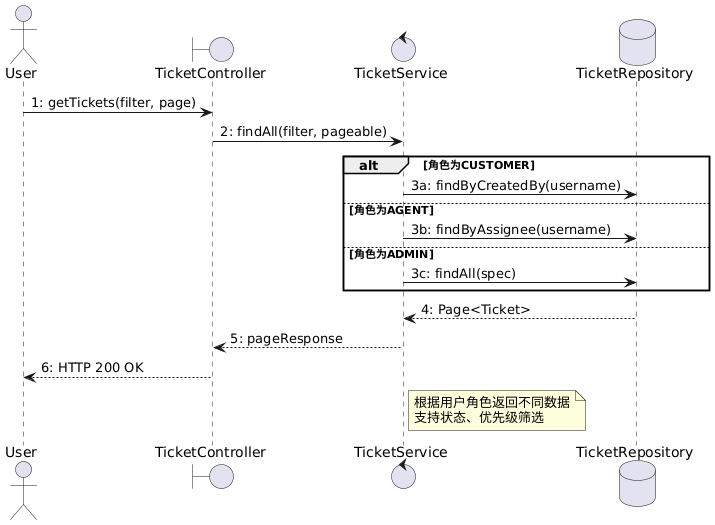 User
TicketController
TicketService
TicketRepository
1: getTickets(filter, page)
2: findAll(filter, pageable)
alt
[角色为CUSTOMER]
3a: findByCreatedBy(username)
[角色为AGENT]
3b: findByAssignee(username)
[角色为ADMIN]
3c: findAll(spec)
4: Page<Ticket>
5: pageResponse
6: HTTP 200 OK
根据用户角色返回不同数据
支持状态、优先级筛选
User
TicketController
TicketService
TicketRepository